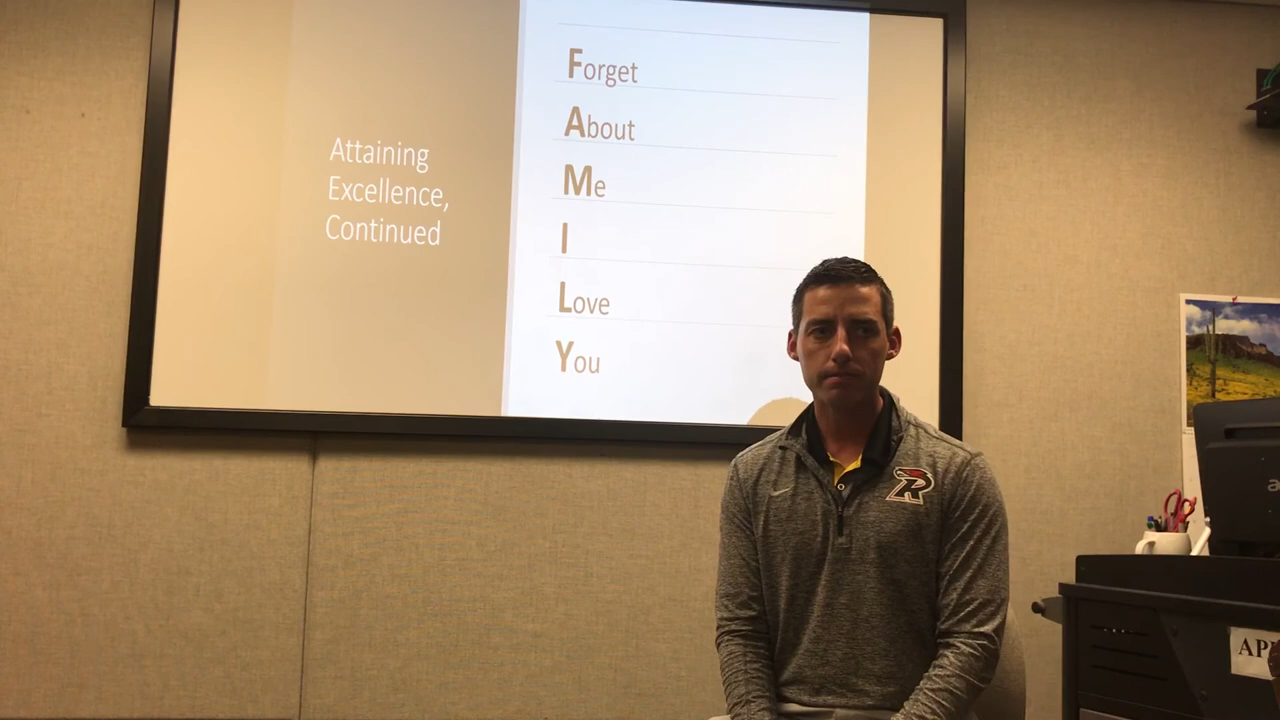 Attaining
Excellence,
Continued
Forget
About
Me
I
Love
You
R